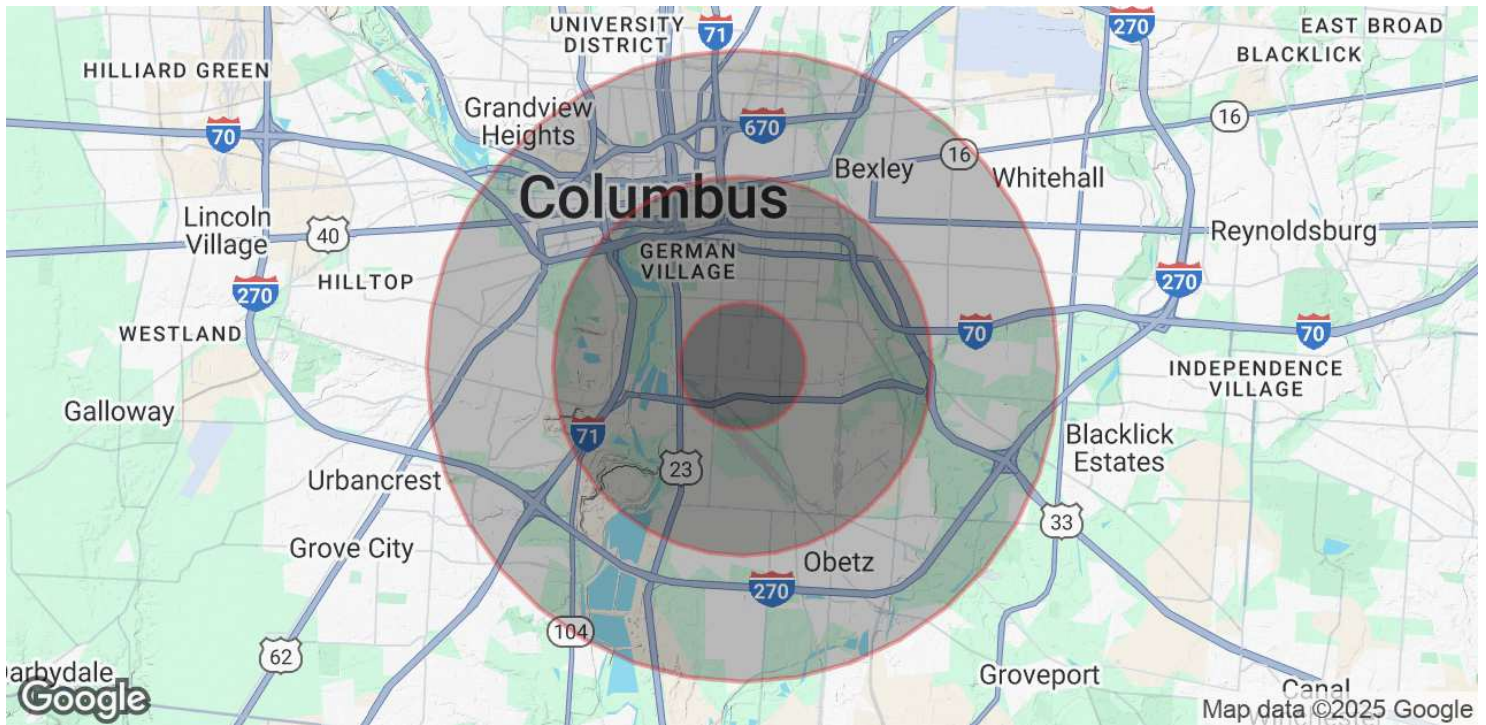 UNIVERSITY
DISTRICT
71
270
EAST BROAD
BLACKLICK
HILLIARD GREEN
Grandview
Heights
70
670
16
16
Bexley
Whitehall
Columbus
Lincoln
Village
40
Reynoldsburg
GERMAN
VILLAGE
HILLTOP
270
270
WESTLAND
70
70
INDEPENDENCE
VILLAGE
Galloway
71
Blacklick
Estates
23
Urbancrest
33
Grove City
Obetz
270
104
62
arbydale
Groveport
Canal
Winchester
Google
Map data ©2025 Google